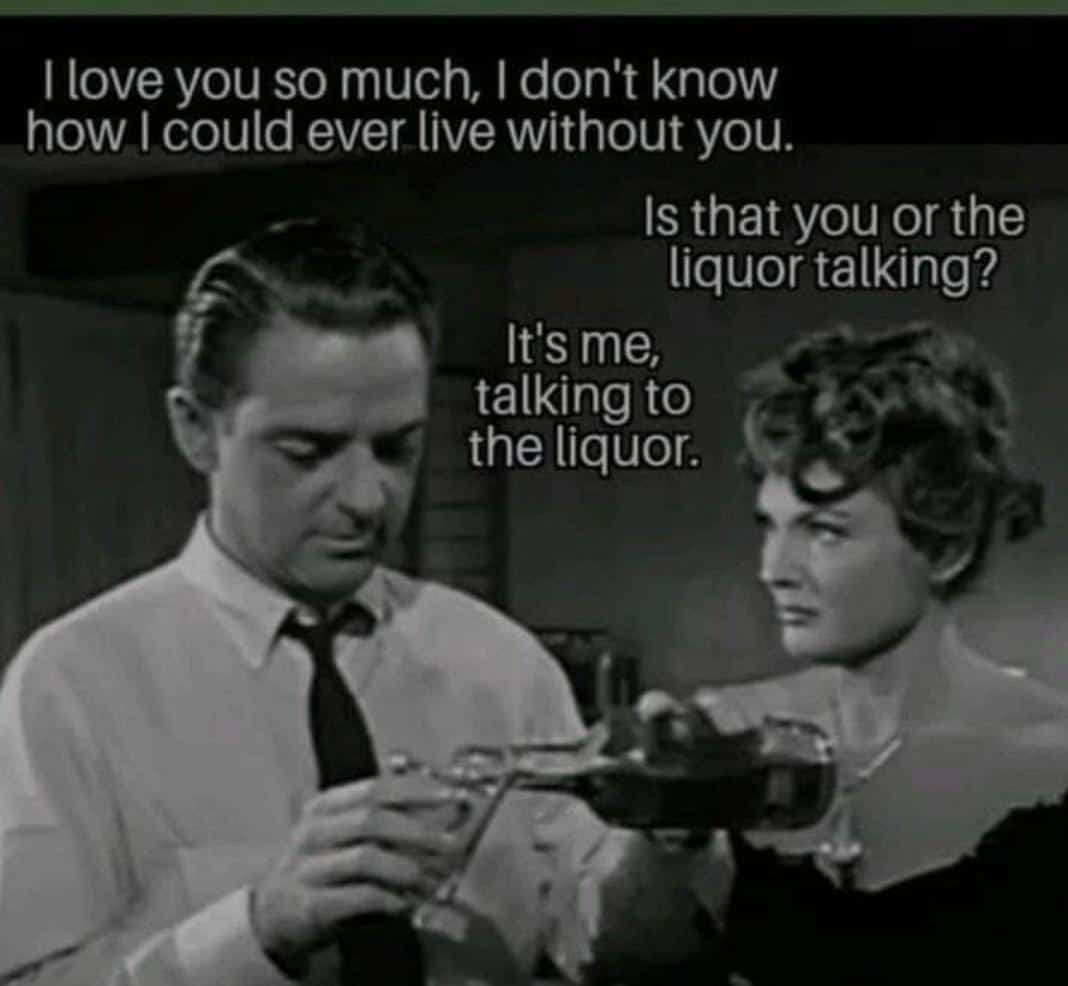 I love you so much, I don't know
how I could ever live without you.
Is that you or the
liquor talking?
It's me,
talking to
the liquor.